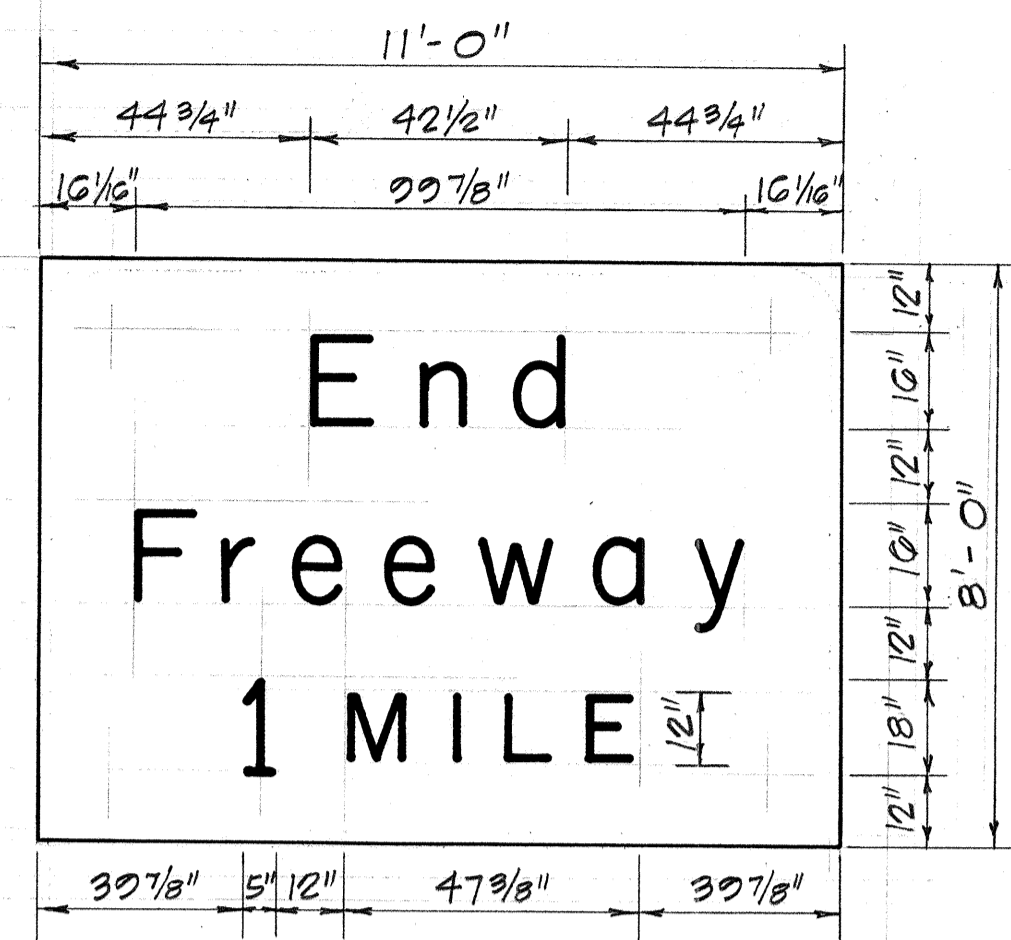 11'-0"
44 3/4" 42 1/2" 44 3/4"
16 1/16" 99 7/8" 16 1/16"
12"
End
16"
12"
Freeway
16"
8'-0"
12"
1 MILE 12"
18"
12"
39 7/8" 5" 12" 47 3/8" 39 7/8"